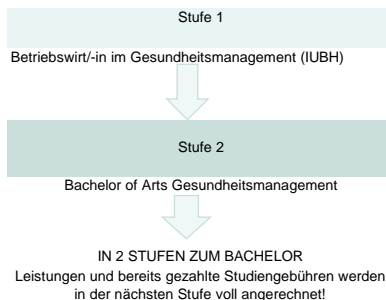 Stufe 1
Betriebswirt/-in im Gesundheitsmanagement (IUBH)
Stufe 2
Bachelor of Arts Gesundheitsmanagement
IN 2 STUFEN ZUM BACHELOR
Leistungen und bereits gezahlte Studiengebühren werden
in der nächsten Stufe voll angerechnet!